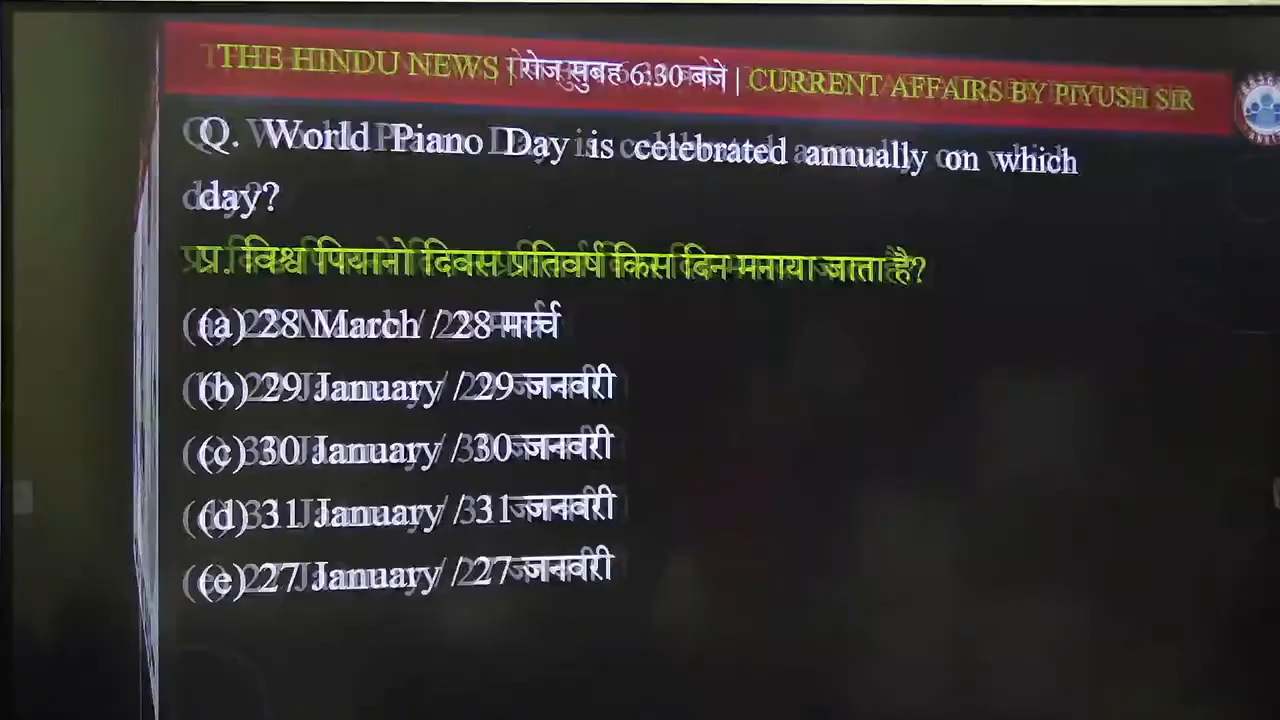 THE HINDU NEWS | रोज सुबह 6:30 बजे | CURRENT AFFAIRS BY PIYUSH SIR
Q. World Piano Day is celebrated annually on which
day?
प्र. विश्व पियानो दिवस प्रतिवर्ष किस दिन मनाया जाता है?
(a) 28 March / 28 मार्च
(b) 29 January / 29 जनवरी
(c) 30 January / 30 जनवरी
(d) 31 January / 31 जनवरी
(e) 27 January / 27 जनवरी